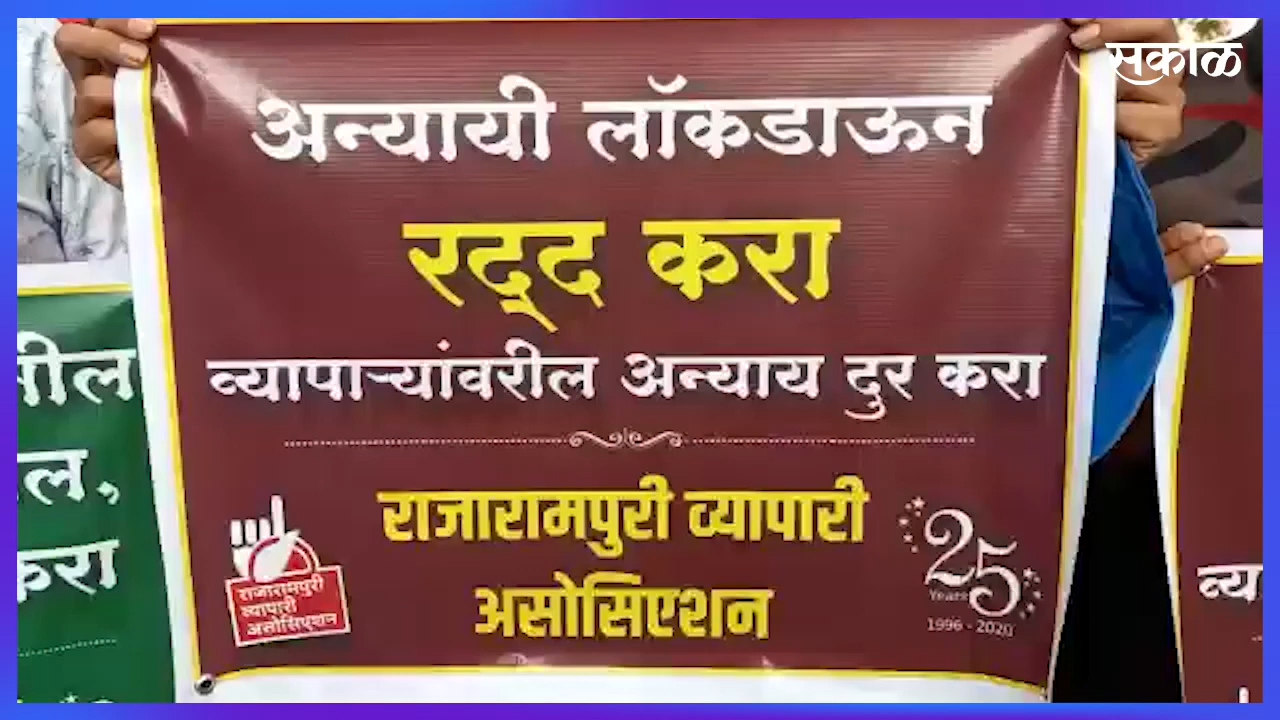 सकाळ
अन्यायी लॉकडाऊन
रद्‌द करा
व्यापाऱ्यांवरील अन्याय दुर करा
राजारामपुरी व्यापारी
असोसिएशन
राजारामपुरी
व्यापारी
असोसिएशन
25
Years
1996 - 2020
करा